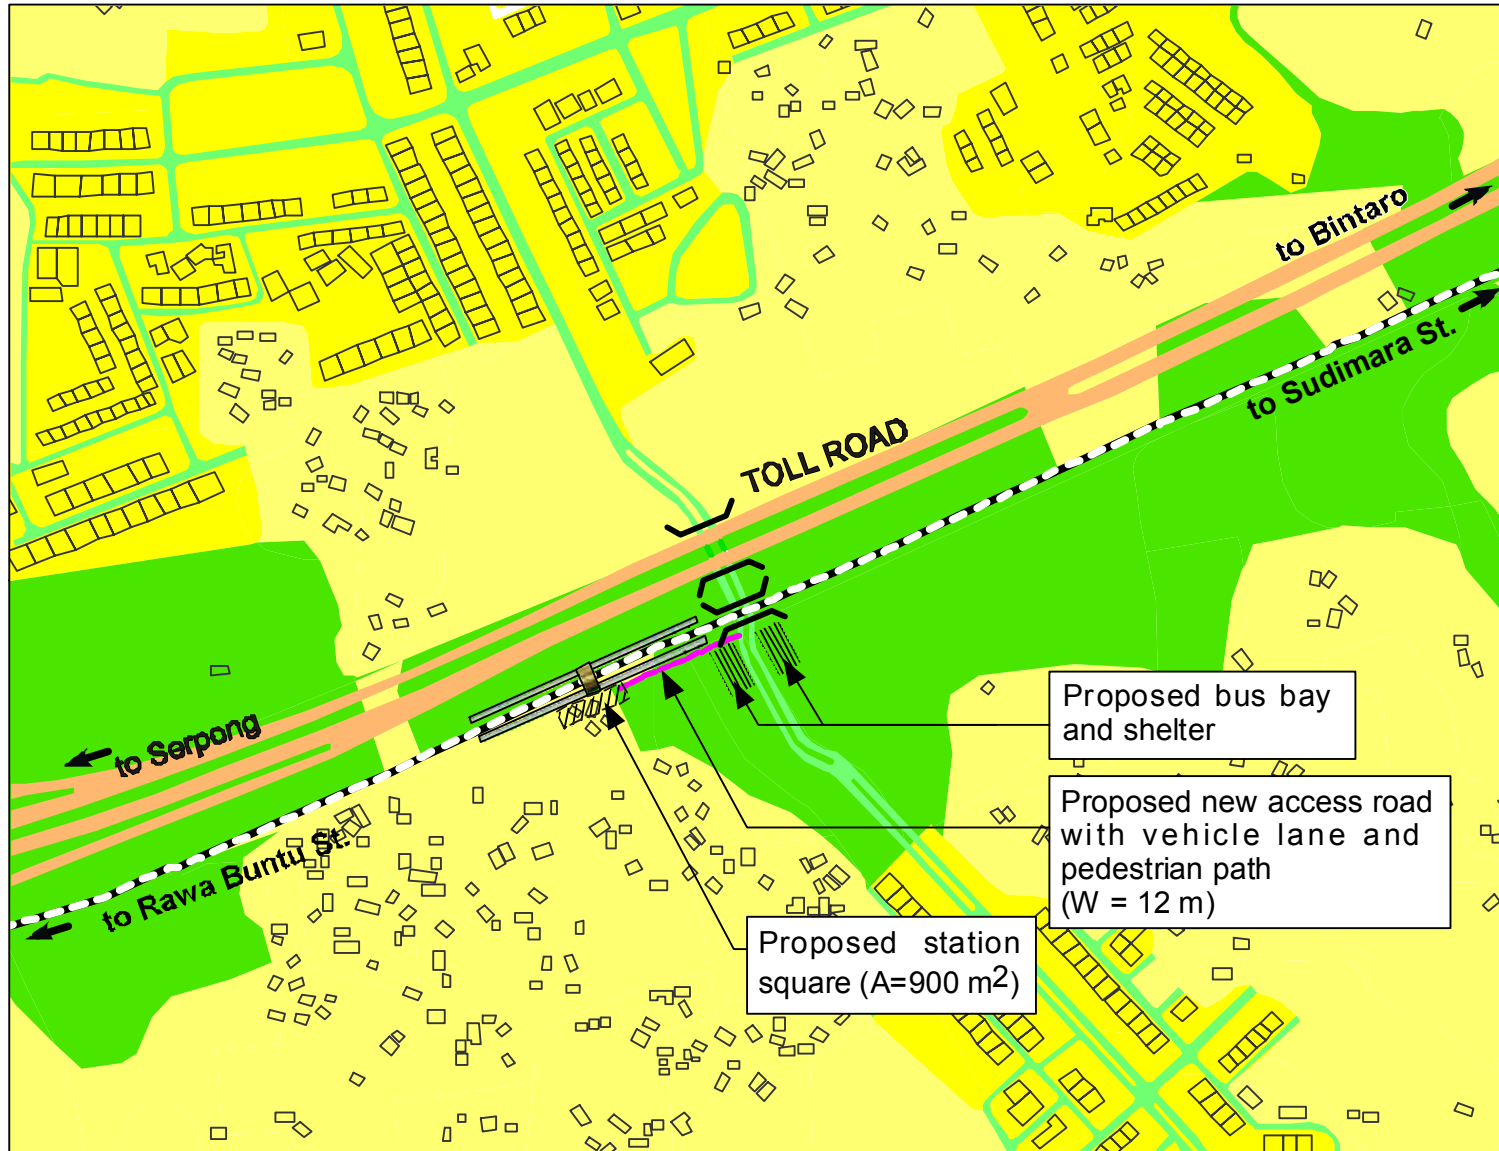 to Bintaro
to Sudimara St.
TOLL ROAD
Proposed bus bay
and shelter
to Serpong
Proposed new access road
with vehicle lane and
pedestrian path
(W = 12 m)
to Rawa Buntu St.
Proposed station
square (A=900 m2)